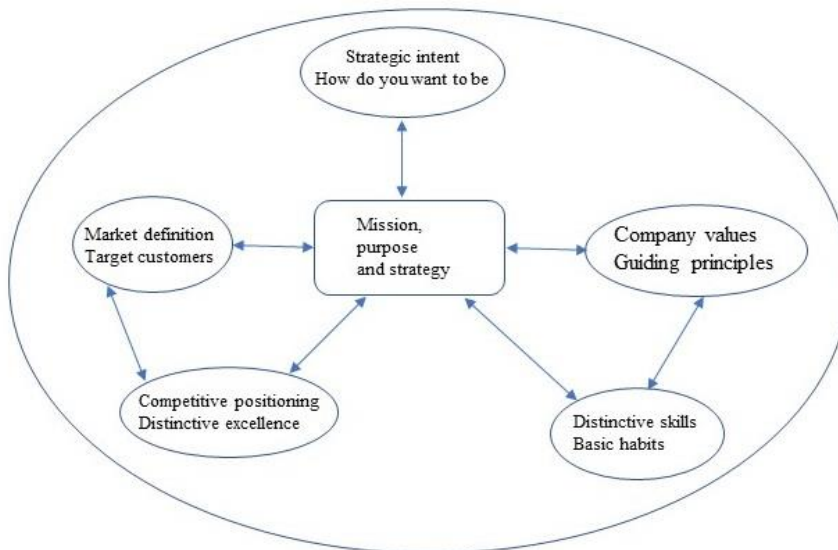 Strategic intent
How do you want to be
Mission,
purpose
and strategy
Market definition
Target customers
Company values
Guiding principles
Competitive positioning
Distinctive excellence
Distinctive skills
Basic habits